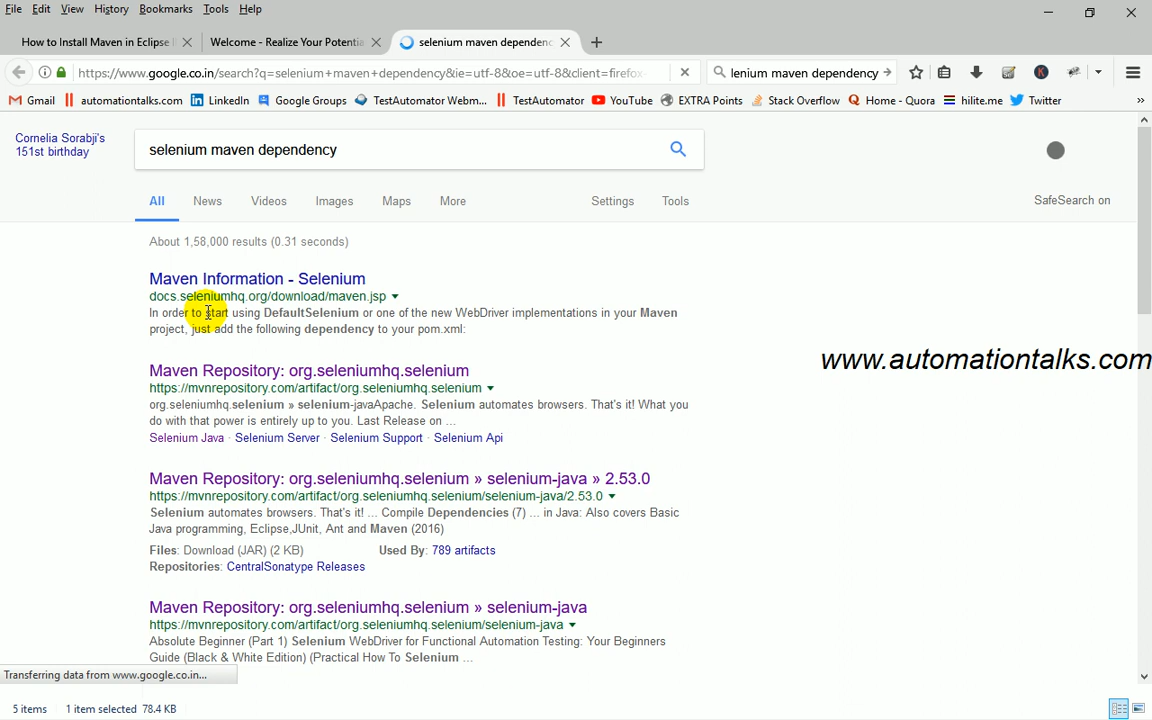 File Edit View History Bookmarks Tools Help
How to Install Maven in Eclipse
Welcome - Realize Your Potentia
selenium maven dependenc
https://www.google.co.in/search?q=selenium+maven+dependency&ie=utf-8&oe=utf-8&client=firefox
lenium maven dependency
Gmail automationtalks.com LinkedIn Google Groups TestAutomator Webm... TestAutomator YouTube EXTRA Points Stack Overflow Home - Quora hilite.me Twitter
Cornelia Sorabji's
151st birthday
selenium maven dependency
All News Videos Images Maps More Settings Tools
SafeSearch on
About 1,58,000 results (0.31 seconds)
Maven Information - Selenium
docs.seleniumhq.org/download/maven.jsp
In order to start using DefaultSelenium or one of the new WebDriver implementations in your Maven
project, just add the following dependency to your pom.xml:
www.automationtalks.com
Maven Repository: org.seleniumhq.selenium
https://mvnrepository.com/artifact/org.seleniumhq.selenium
org.seleniumhq.selenium » selenium-javaApache. Selenium automates browsers. That's it! What you
do with that power is entirely up to you. Last Release on ...
Selenium Java · Selenium Server · Selenium Support · Selenium Api
Maven Repository: org.seleniumhq.selenium » selenium-java » 2.53.0
https://mvnrepository.com/artifact/org.seleniumhq.selenium/selenium-java/2.53.0
Selenium automates browsers. That's it! ... Compile Dependencies (7) ... in Java: Also covers Basic
Java programming, Eclipse,JUnit, Ant and Maven (2016)
Files: Download (JAR) (2 KB) Used By: 789 artifacts
Repositories: CentralSonatype Releases
Maven Repository: org.seleniumhq.selenium » selenium-java
https://mvnrepository.com/artifact/org.seleniumhq.selenium/selenium-java
Absolute Beginner (Part 1) Selenium WebDriver for Functional Automation Testing: Your Beginners
Guide (Black & White Edition) (Practical How To Selenium ...
Transferring data from www.google.co.in...
5 items 1 item selected 78.4 KB